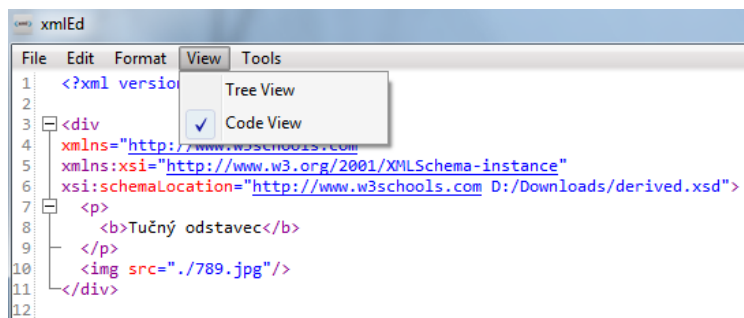 xmlEd
File Edit Format View Tools
Tree View
Code View
1 <?xml version
2
3 <div
4 xmlns="http://www.w3schools.com
5 xmlns:xsi="http://www.w3.org/2001/XMLSchema-instance"
6 xsi:schemaLocation="http://www.w3schools.com D:/Downloads/derived.xsd">
7 <p>
8 <b>Tučný odstavec</b>
9 </p>
10 <img src="./789.jpg"/>
11 </div>
12